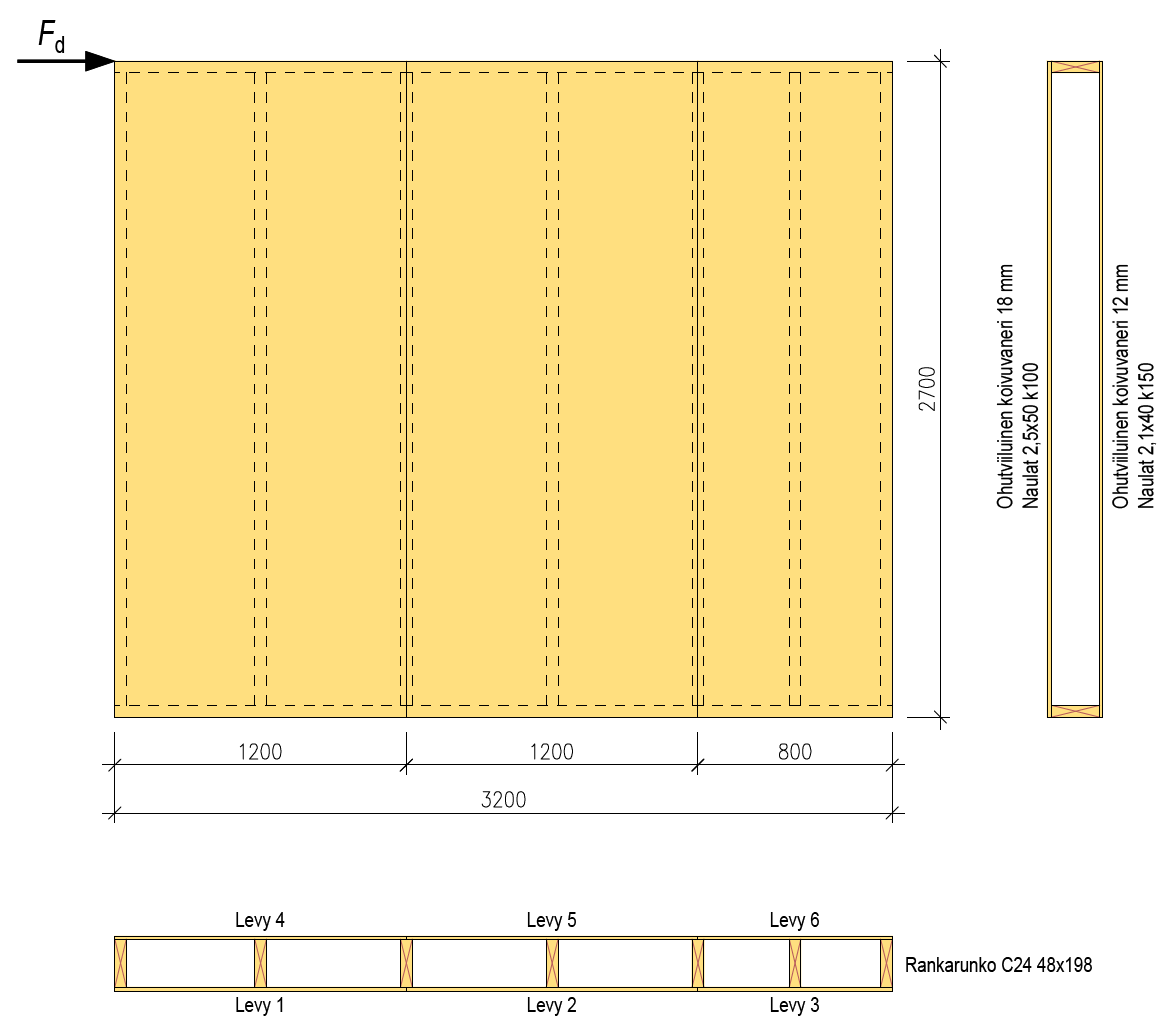 Fd
2700
Ohutviiluinen koivuvaneri 18 mm
Naulat 2,5x50 k100
Ohutviiluinen koivuvaneri 12 mm
Naulat 2,1x40 k150
1200
1200
800
3200
Levy 4
Levy 5
Levy 6
Rankarunko C24 48x198
Levy 1
Levy 2
Levy 3